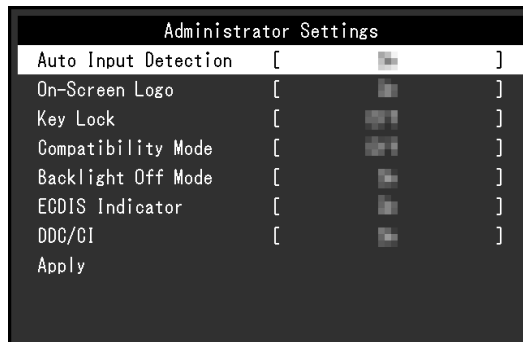 Administrator Settings
Auto Input Detection [ ]
On-Screen Logo [ ]
Key Lock [ ]
Compatibility Mode [ ]
Backlight Off Mode [ ]
ECDIS Indicator [ ]
DDC/CI [ ]
Apply